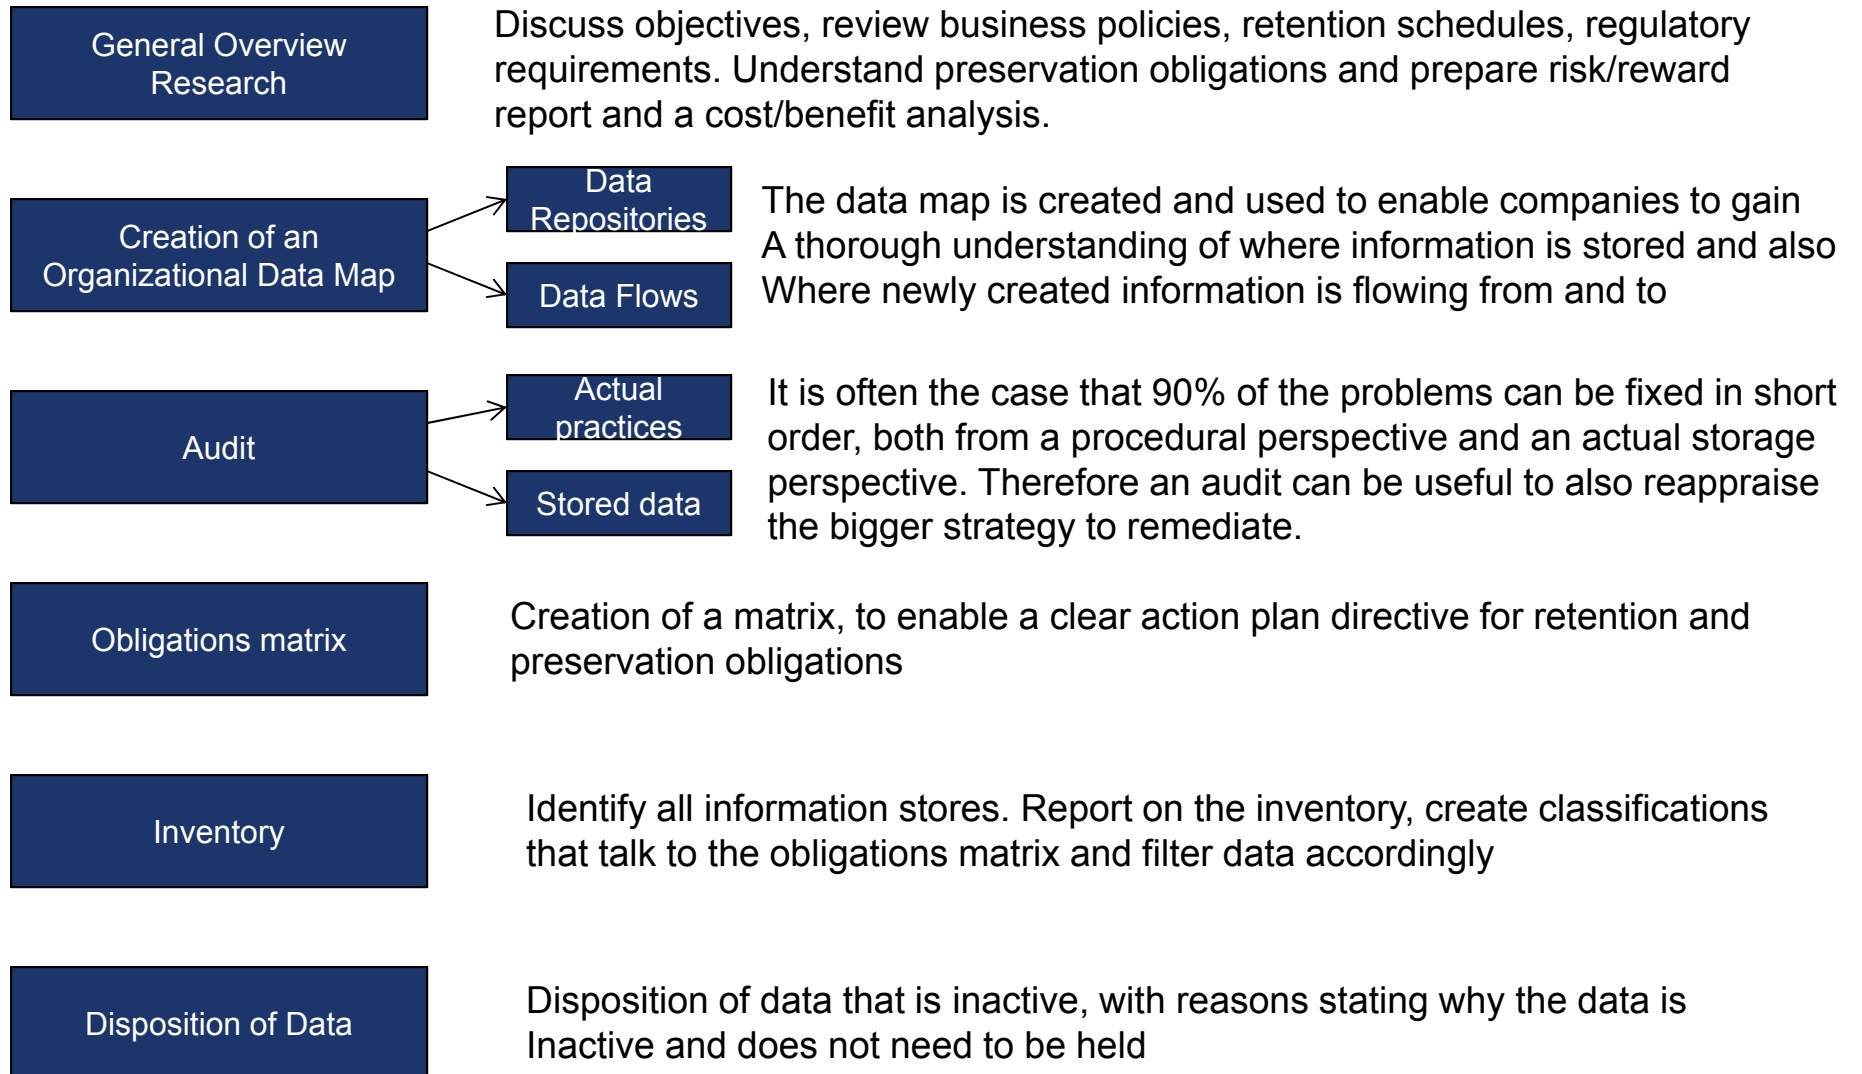 General Overview
Research
Discuss objectives, review business policies, retention schedules, regulatory
requirements. Understand preservation obligations and prepare risk/reward
report and a cost/benefit analysis.
Creation of an
Organizational Data Map
Data
Repositories
Data Flows
The data map is created and used to enable companies to gain
A thorough understanding of where information is stored and also
Where newly created information is flowing from and to
Audit
Actual
practices
Stored data
It is often the case that 90% of the problems can be fixed in short
order, both from a procedural perspective and an actual storage
perspective. Therefore an audit can be useful to also reappraise
the bigger strategy to remediate.
Obligations matrix
Creation of a matrix, to enable a clear action plan directive for retention and
preservation obligations
Inventory
Identify all information stores. Report on the inventory, create classifications
that talk to the obligations matrix and filter data accordingly
Disposition of Data
Disposition of data that is inactive, with reasons stating why the data is
Inactive and does not need to be held